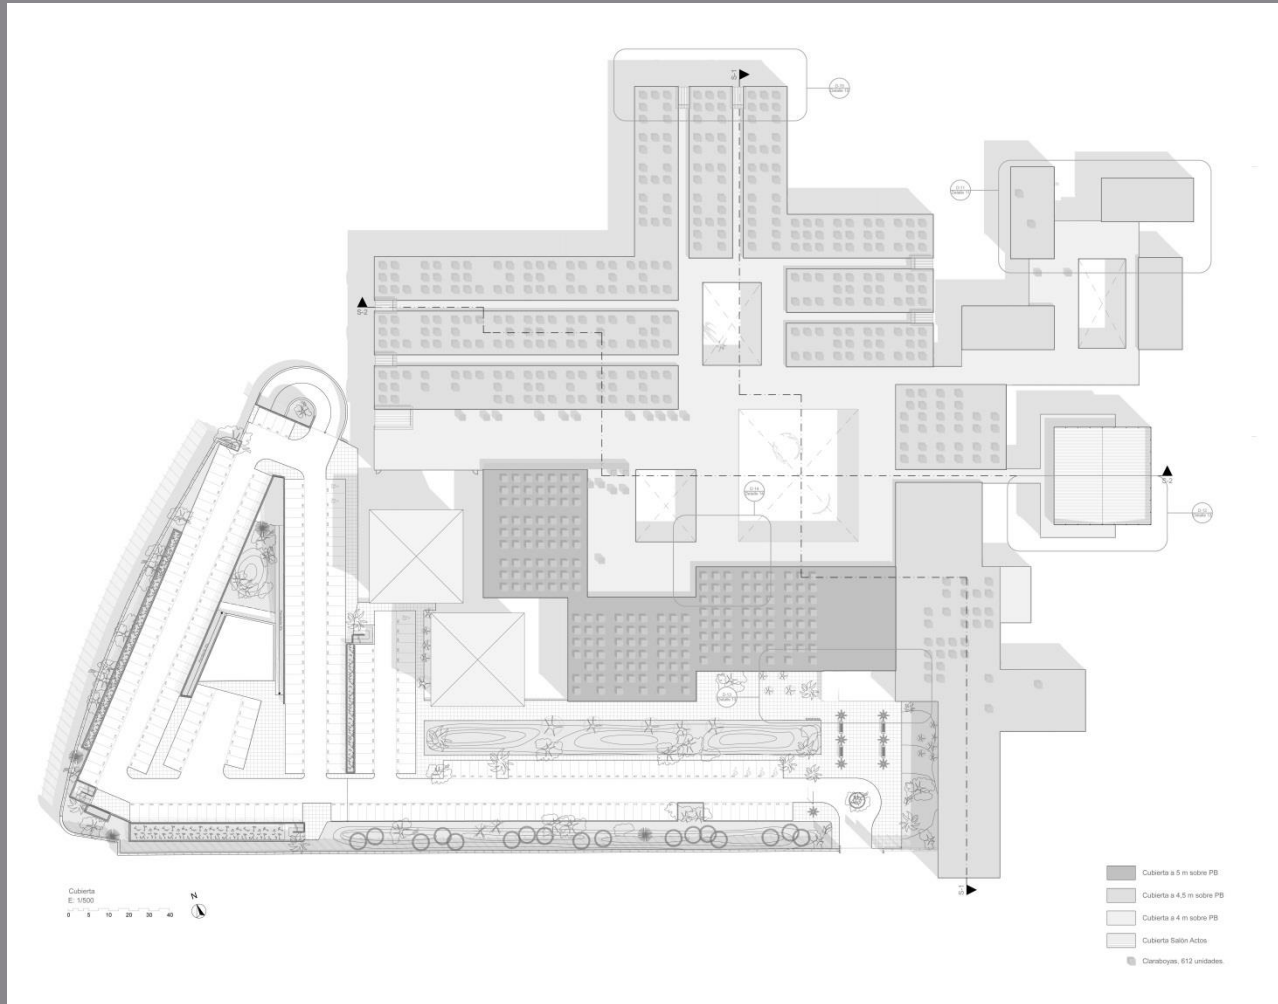 S-1
S-2
S-2
Cubierta
E: 1/500
N
0 5 10 20 30 40
S-1
Cubierta a 5 m sobre PB
Cubierta a 4,5 m sobre PB
Cubierta a 4 m sobre PB
Cubierta Salón Actos
Claraboyas, 612 unidades.